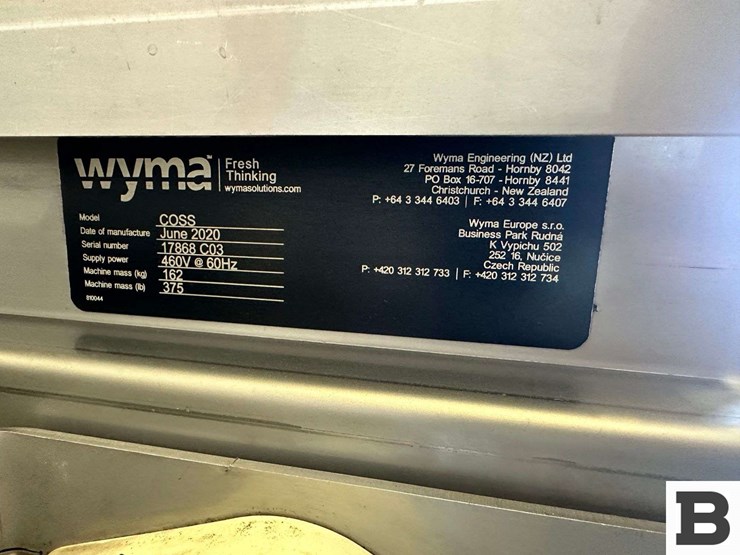 wyma™
Fresh
Thinking
wymasolutions.com
Model COSS
Date of manufacture June 2020
Serial number 17868 C03
Supply power 460V @ 60Hz
Machine mass (kg) 162
Machine mass (lb) 375
810044
Wyma Engineering (NZ) Ltd
27 Foremans Road - Hornby 8042
PO Box 16-707 - Hornby 8441
Christchurch - New Zealand
P: +64 3 344 6403 | F: +64 3 344 6407
Wyma Europe s.r.o.
Business Park Rudná
K Vypichu 502
252 16, Nučice
Czech Republic
P: +420 312 312 733 | F: +420 312 312 734
B